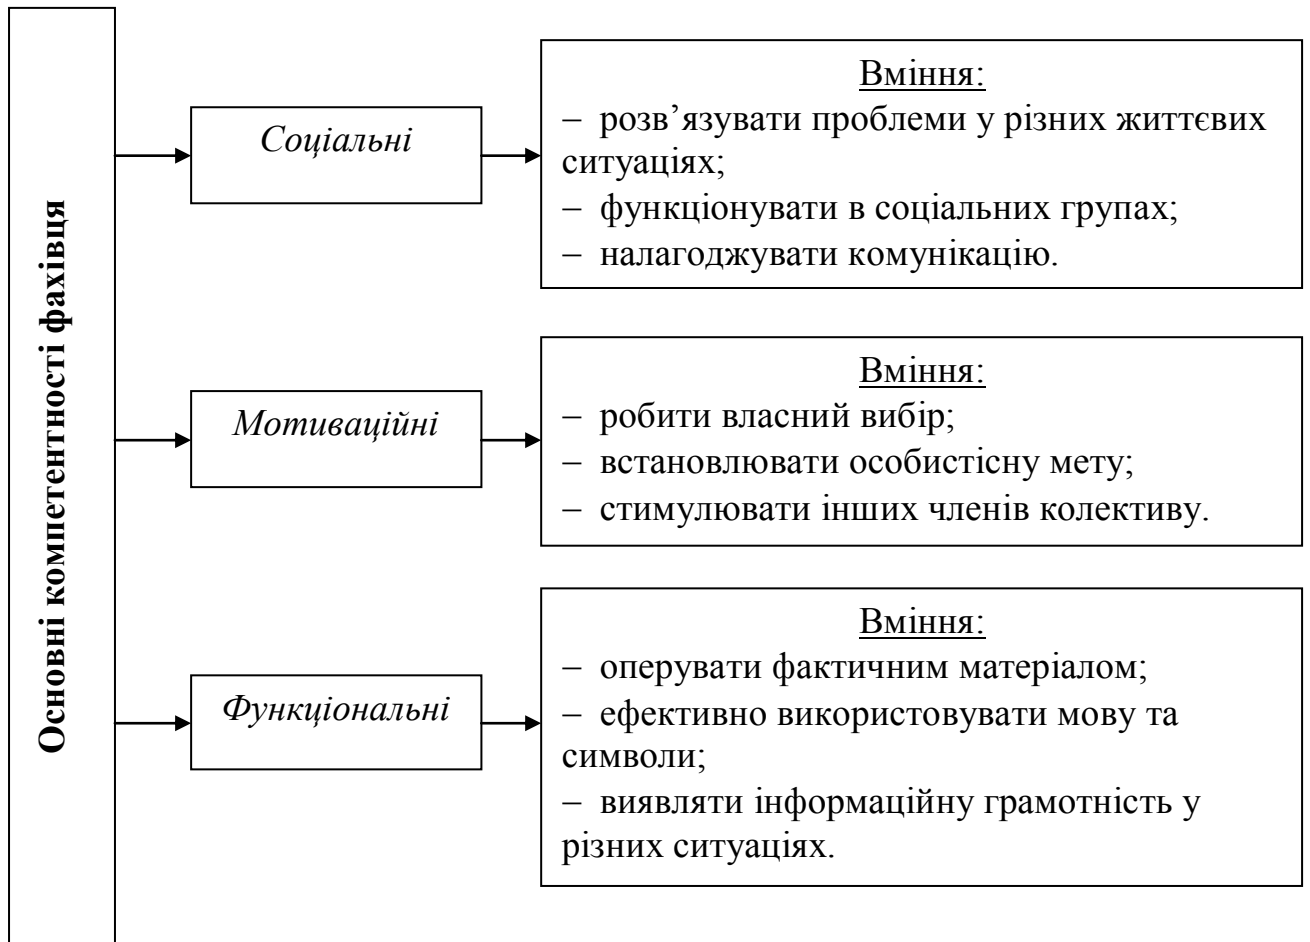 Основні компетентності фахівця
Соціальні
Вміння:
− розв’язувати проблеми у різних життєвих
ситуаціях;
− функціонувати в соціальних групах;
− налагоджувати комунікацію.
Мотиваційні
Вміння:
− робити власний вибір;
− встановлювати особистісну мету;
− стимулювати інших членів колективу.
Функціональні
Вміння:
− оперувати фактичним матеріалом;
− ефективно використовувати мову та
символи;
− виявляти інформаційну грамотність у
різних ситуаціях.